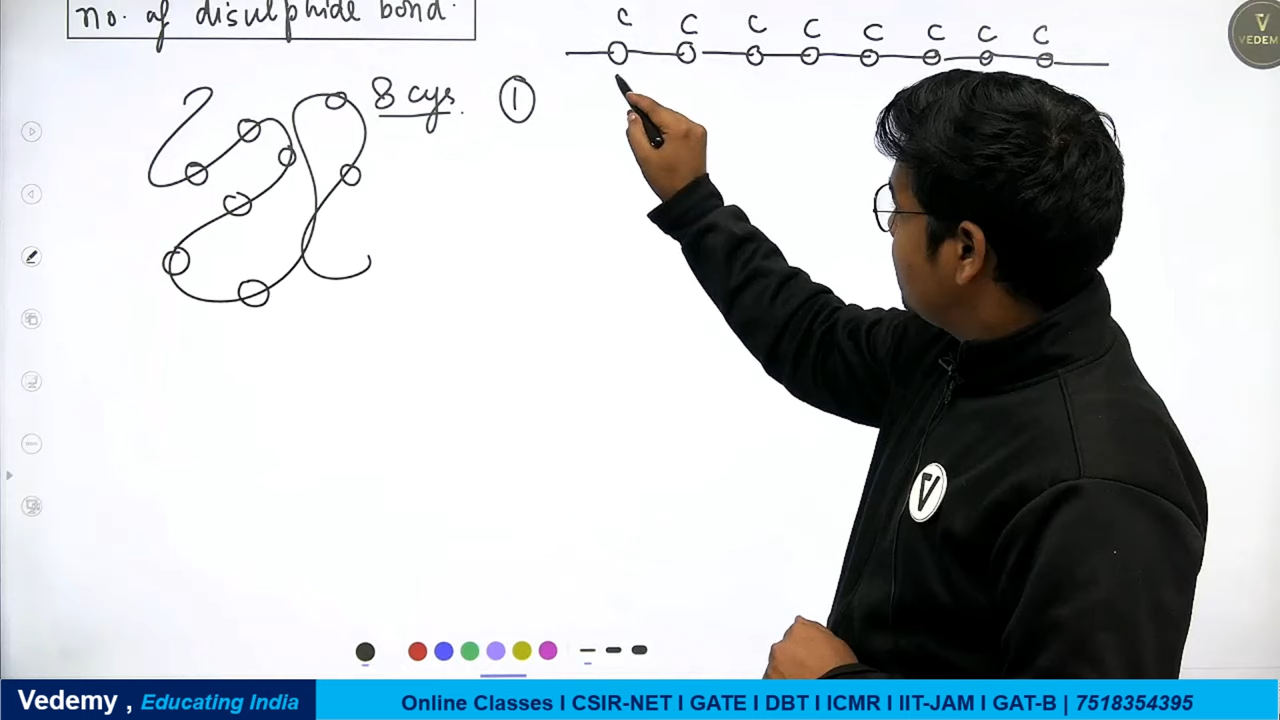 no. of disulphide bond.
C C C C C C C C
8 cys. 1
V
VEDEM
V
Vedemy , Educating India
Online Classes I CSIR-NET I GATE I DBT I ICMR I IIT-JAM I GAT-B | 7518354395